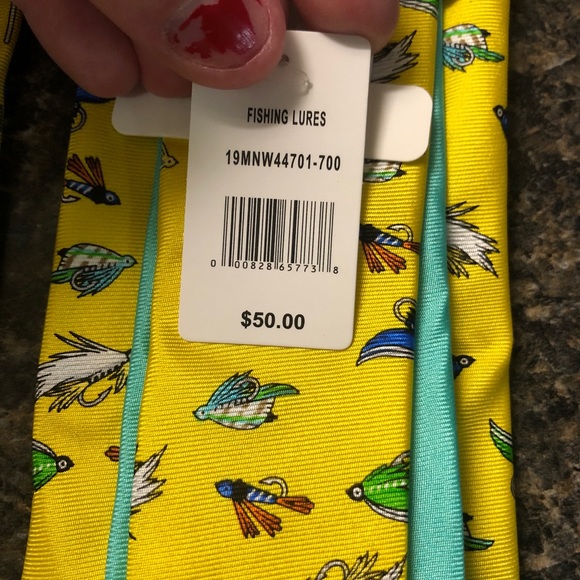 FISHING LURES
19MNW44701-700
0 00828 65773 8
$50.00